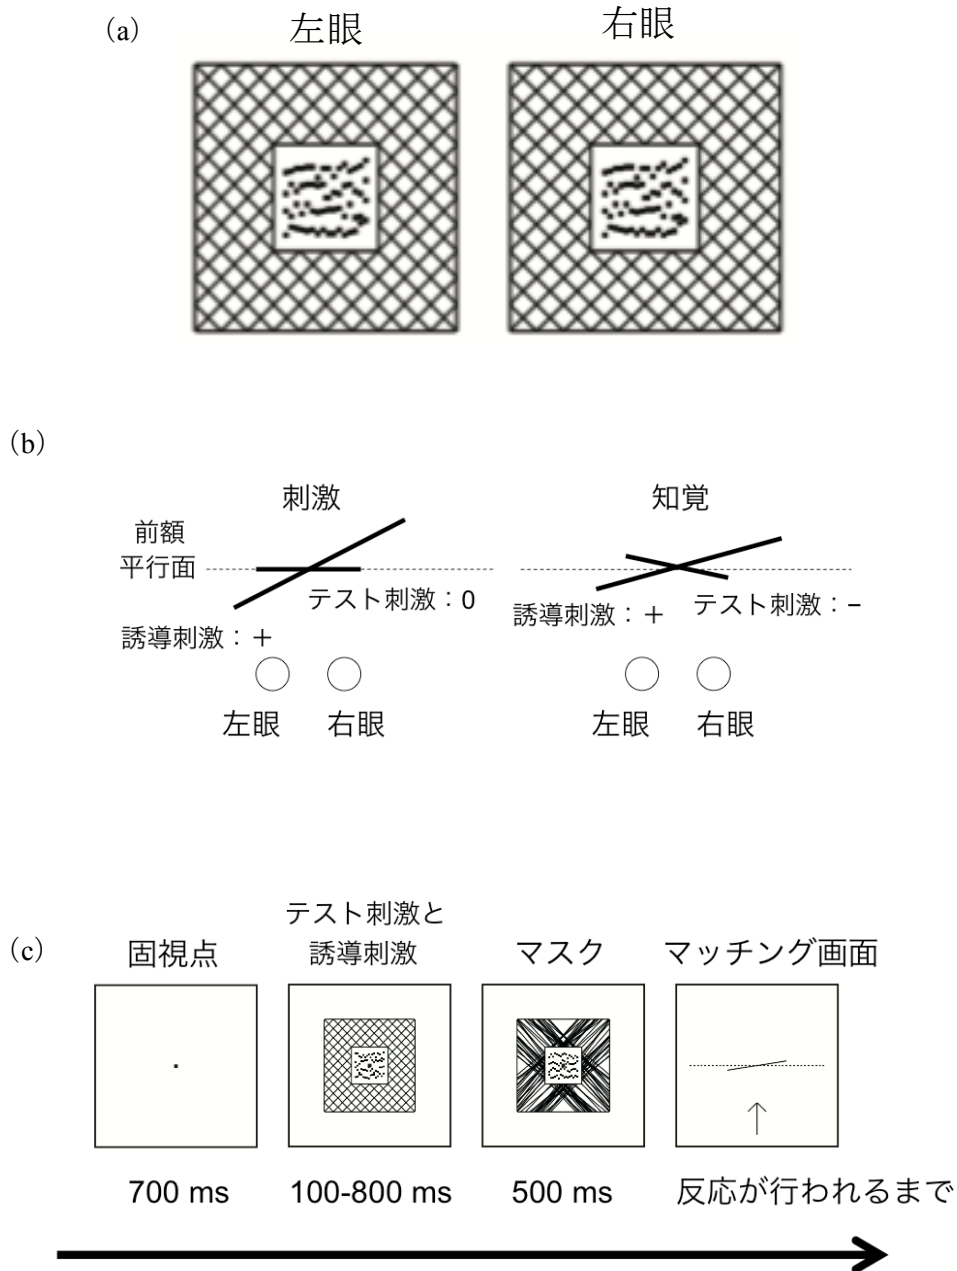 (a)
左眼
右眼
(b)
刺激
前額
平行面
テスト刺激：0
誘導刺激：＋
左眼
右眼
知覚
誘導刺激：＋
テスト刺激：−
左眼
右眼
(c)
固視点
テスト刺激と
誘導刺激
マスク
マッチング画面
700 ms
100-800 ms
500 ms
反応が行われるまで